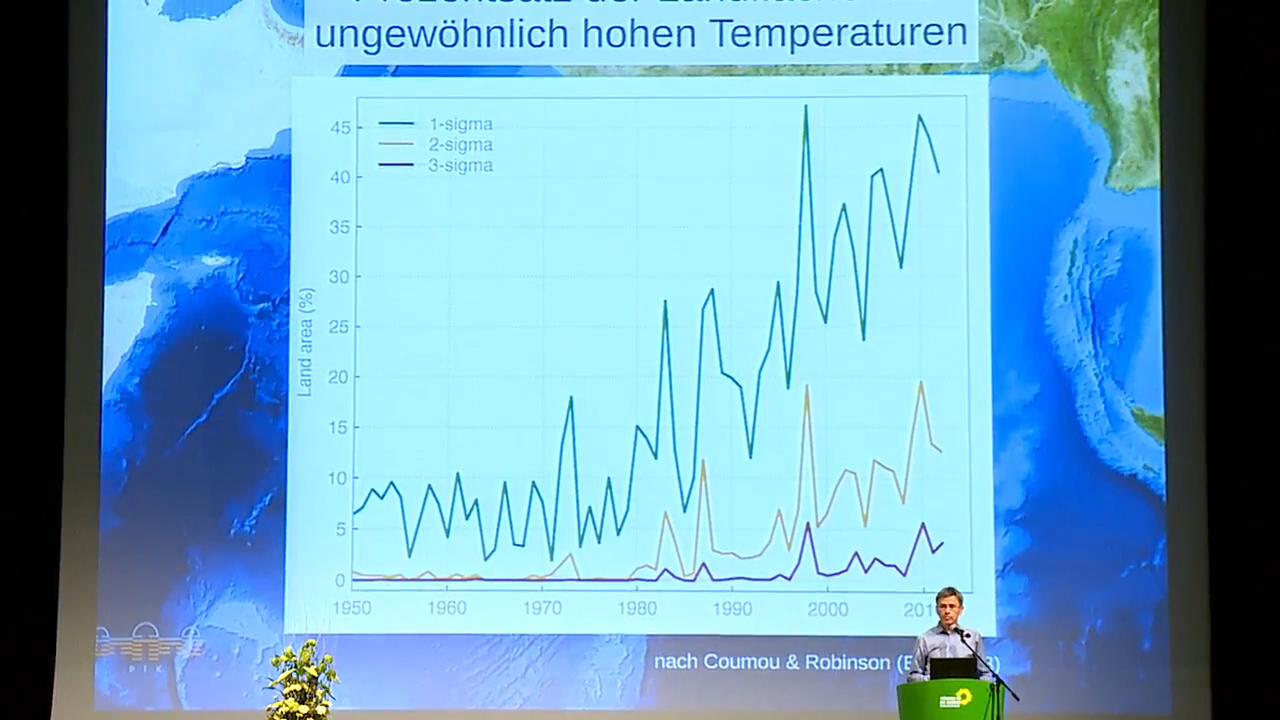 ungewöhnlich hohen Temperaturen
1-sigma
2-sigma
3-sigma
45
40
35
30
25
20
15
10
5
0
Land area (%)
1950 1960 1970 1980 1990 2000
nach Coumou & Robinson
PIK